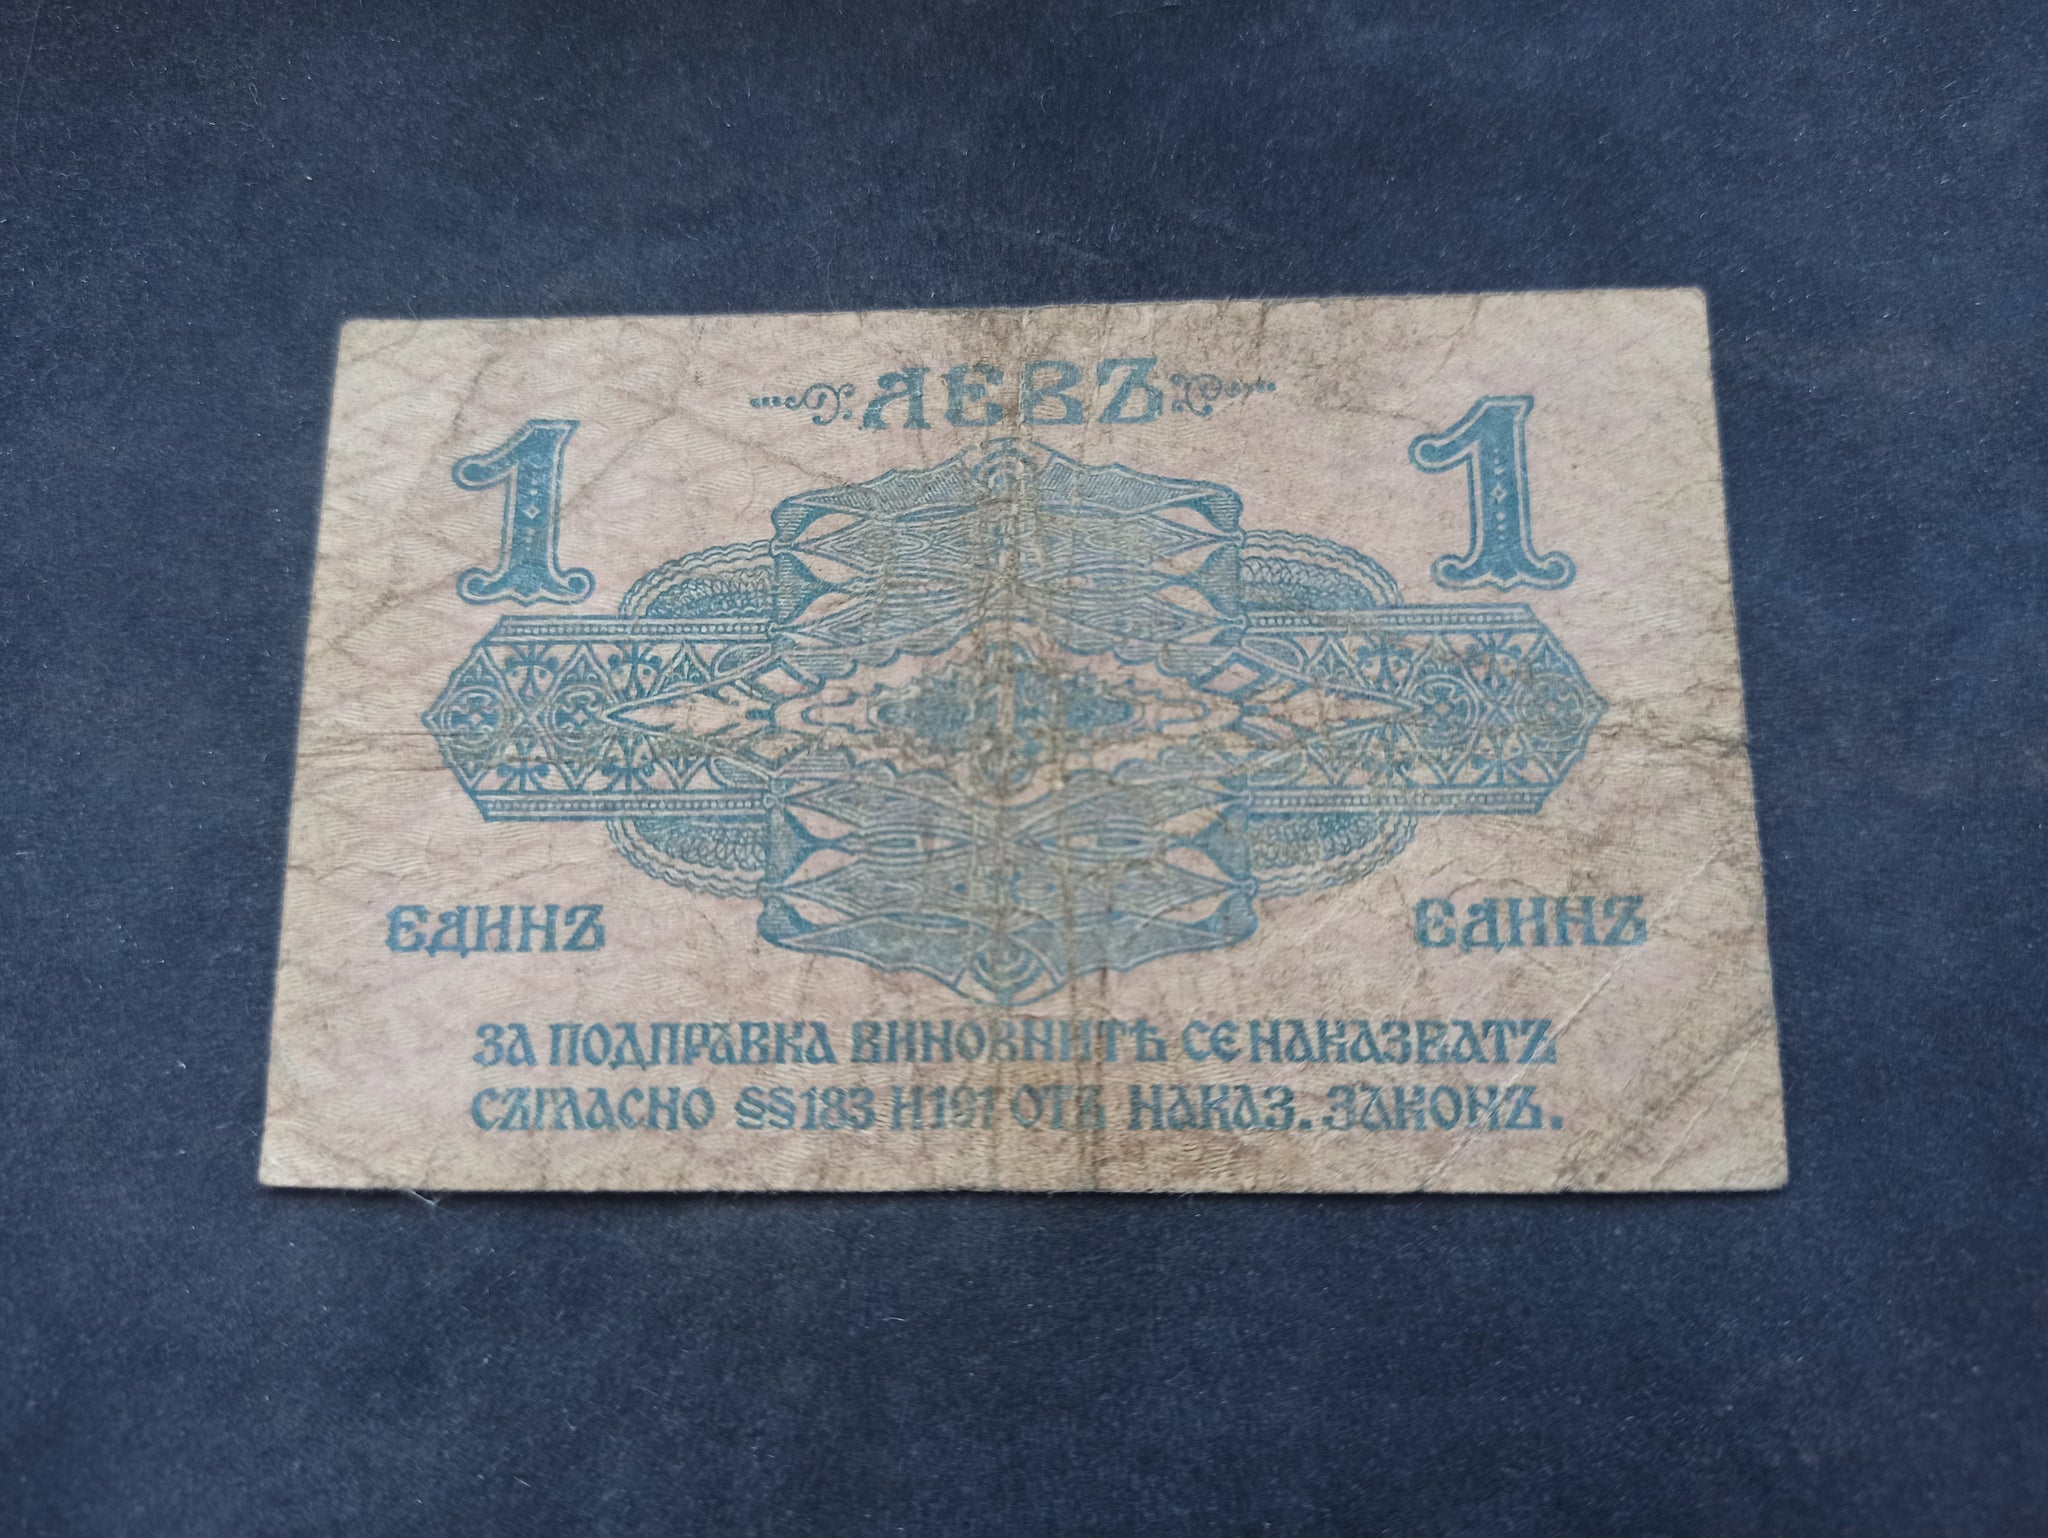 ЛЕВЪ
1 1
ЕДИНЪ ЕДИНЪ
ЗА ПОДПРАВКА ВИНОВНИТѢ СЕ НАКАЗВАТЪ
СЪГЛАСНО §§ 183 И 191 ОТЪ НАКАЗ. ЗАКОНЪ.